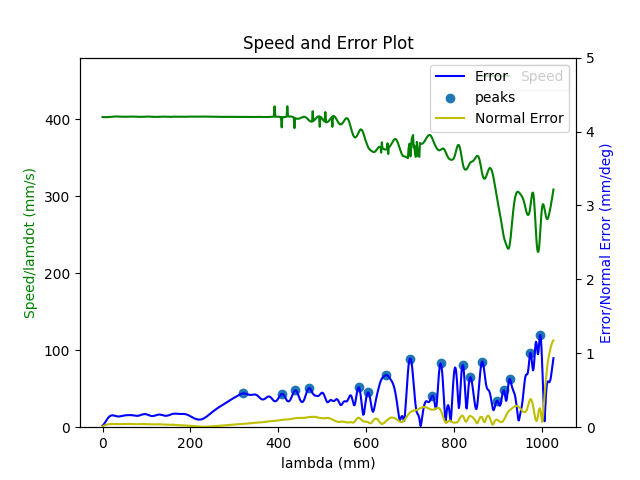 Speed and Error Plot
Speed/lamdot (mm/s)
400
300
200
100
0
5
4
3
2
1
0
Error/Normal Error (mm/deg)
Error
Speed
peaks
Normal Error
0 200 400 600 800 1000
lambda (mm)